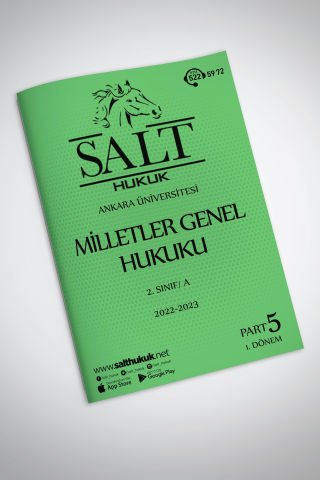 522 59 72
SALT
HUKUK
ANKARA ÜNİVERSİTESİ
MİLLETLER GENEL
HUKUKU
2. SINIF/ A
2022-2023
PART 5
1. DÖNEM
www.salthukuk.net
App Store
Google Play